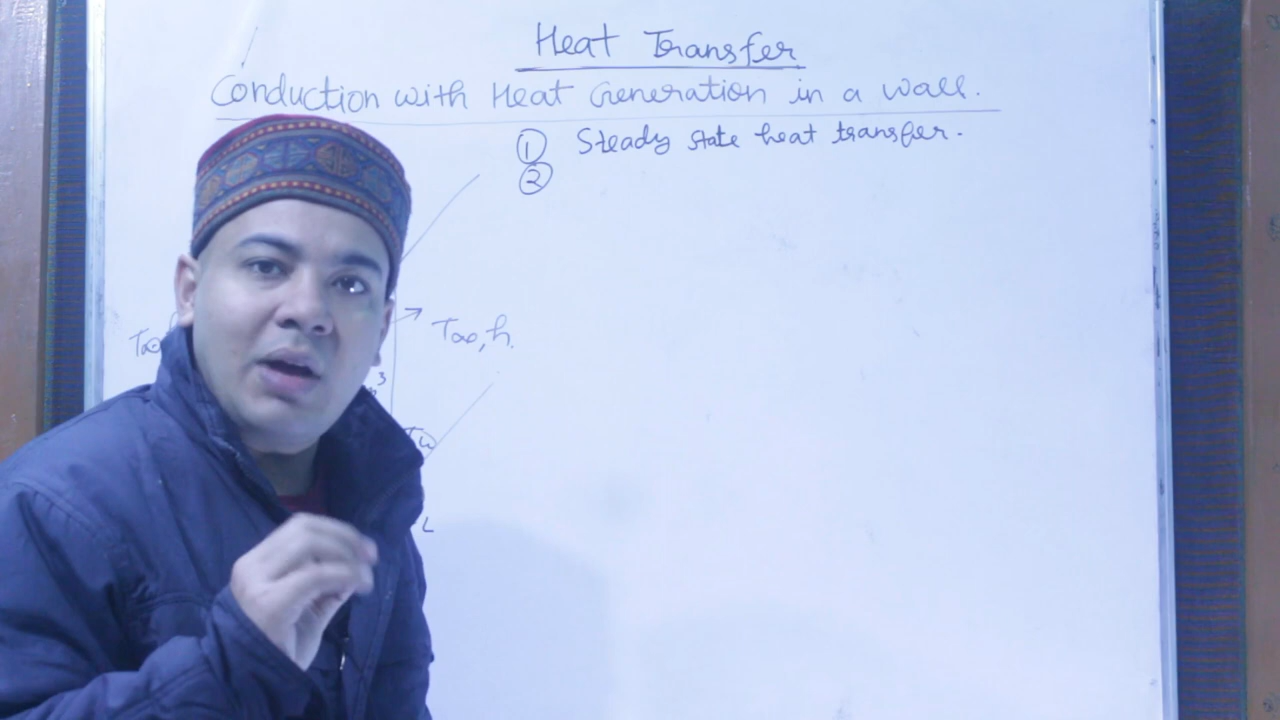 Heat Transfer
Conduction with Heat Generation in a wall.
① Steady state heat transfer.
②
T∞, h.
L